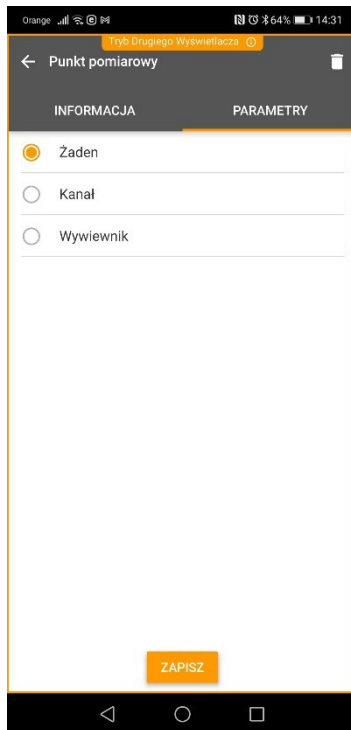 Orange 64% 14:31
Tryb Drugiego Wyświetlacza
Punkt pomiarowy
INFORMACJA PARAMETRY
Żaden
Kanał
Wywiewnik
ZAPISZ